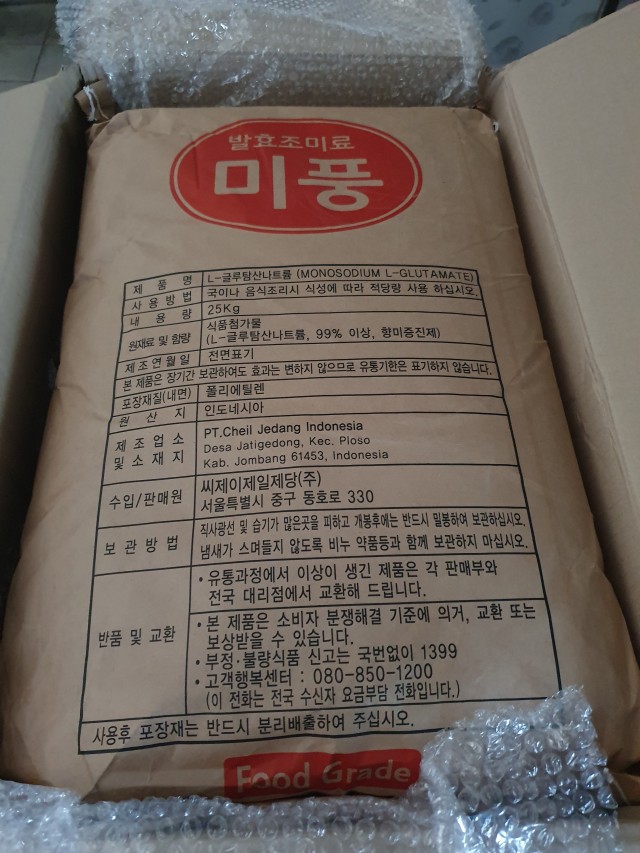 발효조미료
미풍
제 품 명 L-글루탐산나트륨 (MONOSODIUM L-GLUTAMATE)
사 용 방 법 국이나 음식조리시 식성에 따라 적당량 사용 하십시오.
내 용 량 25Kg
원재료 및 함량 식품첨가물
(L-글루탐산나트륨, 99% 이상, 향미증진제)
제 조 연 월 일 전면표기
본 제품은 장기간 보관하여도 효과는 변하지 않으므로 유통기한은 표기하지 않습니다.
포장재질(내면) 폴리에틸렌
원 산 지 인도네시아
제 조 업 소 및 소 재 지 PT.Cheil Jedang Indonesia
Desa Jatigedong, Kec. Ploso
Kab. Jombang 61453, Indonesia
수입/판매원 씨제이제일제당(주)
서울특별시 중구 동호로 330
보 관 방 법 직사광선 및 습기가 많은곳을 피하고 개봉후에는 반드시 밀봉하여 보관하십시오.
냄새가 스며들지 않도록 비누 약품등과 함께 보관하지 마십시오.
반품 및 교환 • 유통과정에서 이상이 생긴 제품은 각 판매부와
전국 대리점에서 교환해 드립니다.
• 본 제품은 소비자 분쟁해결 기준에 의거, 교환 또는
보상받을 수 있습니다.
• 부정·불량식품 신고는 국번없이 1399
• 고객행복센터 : 080-850-1200
(이 전화는 전국 수신자 요금부담 전화입니다.)
사용후 포장재는 반드시 분리배출하여 주십시오.
Food Grade